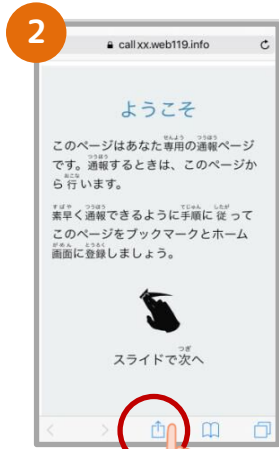 2
callxx.web119.info
ようこそ
このページはあなた専用の通報ページ
です。通報するときは、このページか
ら行います。
素早く通報できるように手順に従って
このページをブックマークとホーム
画面に登録しましょう。
スライドで次へ